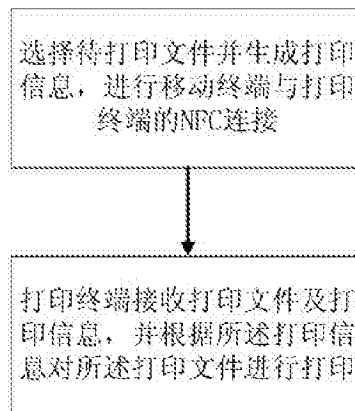 选择待打印文件并生成打印
信息，进行移动终端与打印
终端的NFC连接
打印终端接收打印文件及打
印信息，并根据所述打印信
息对所述打印文件进行打印